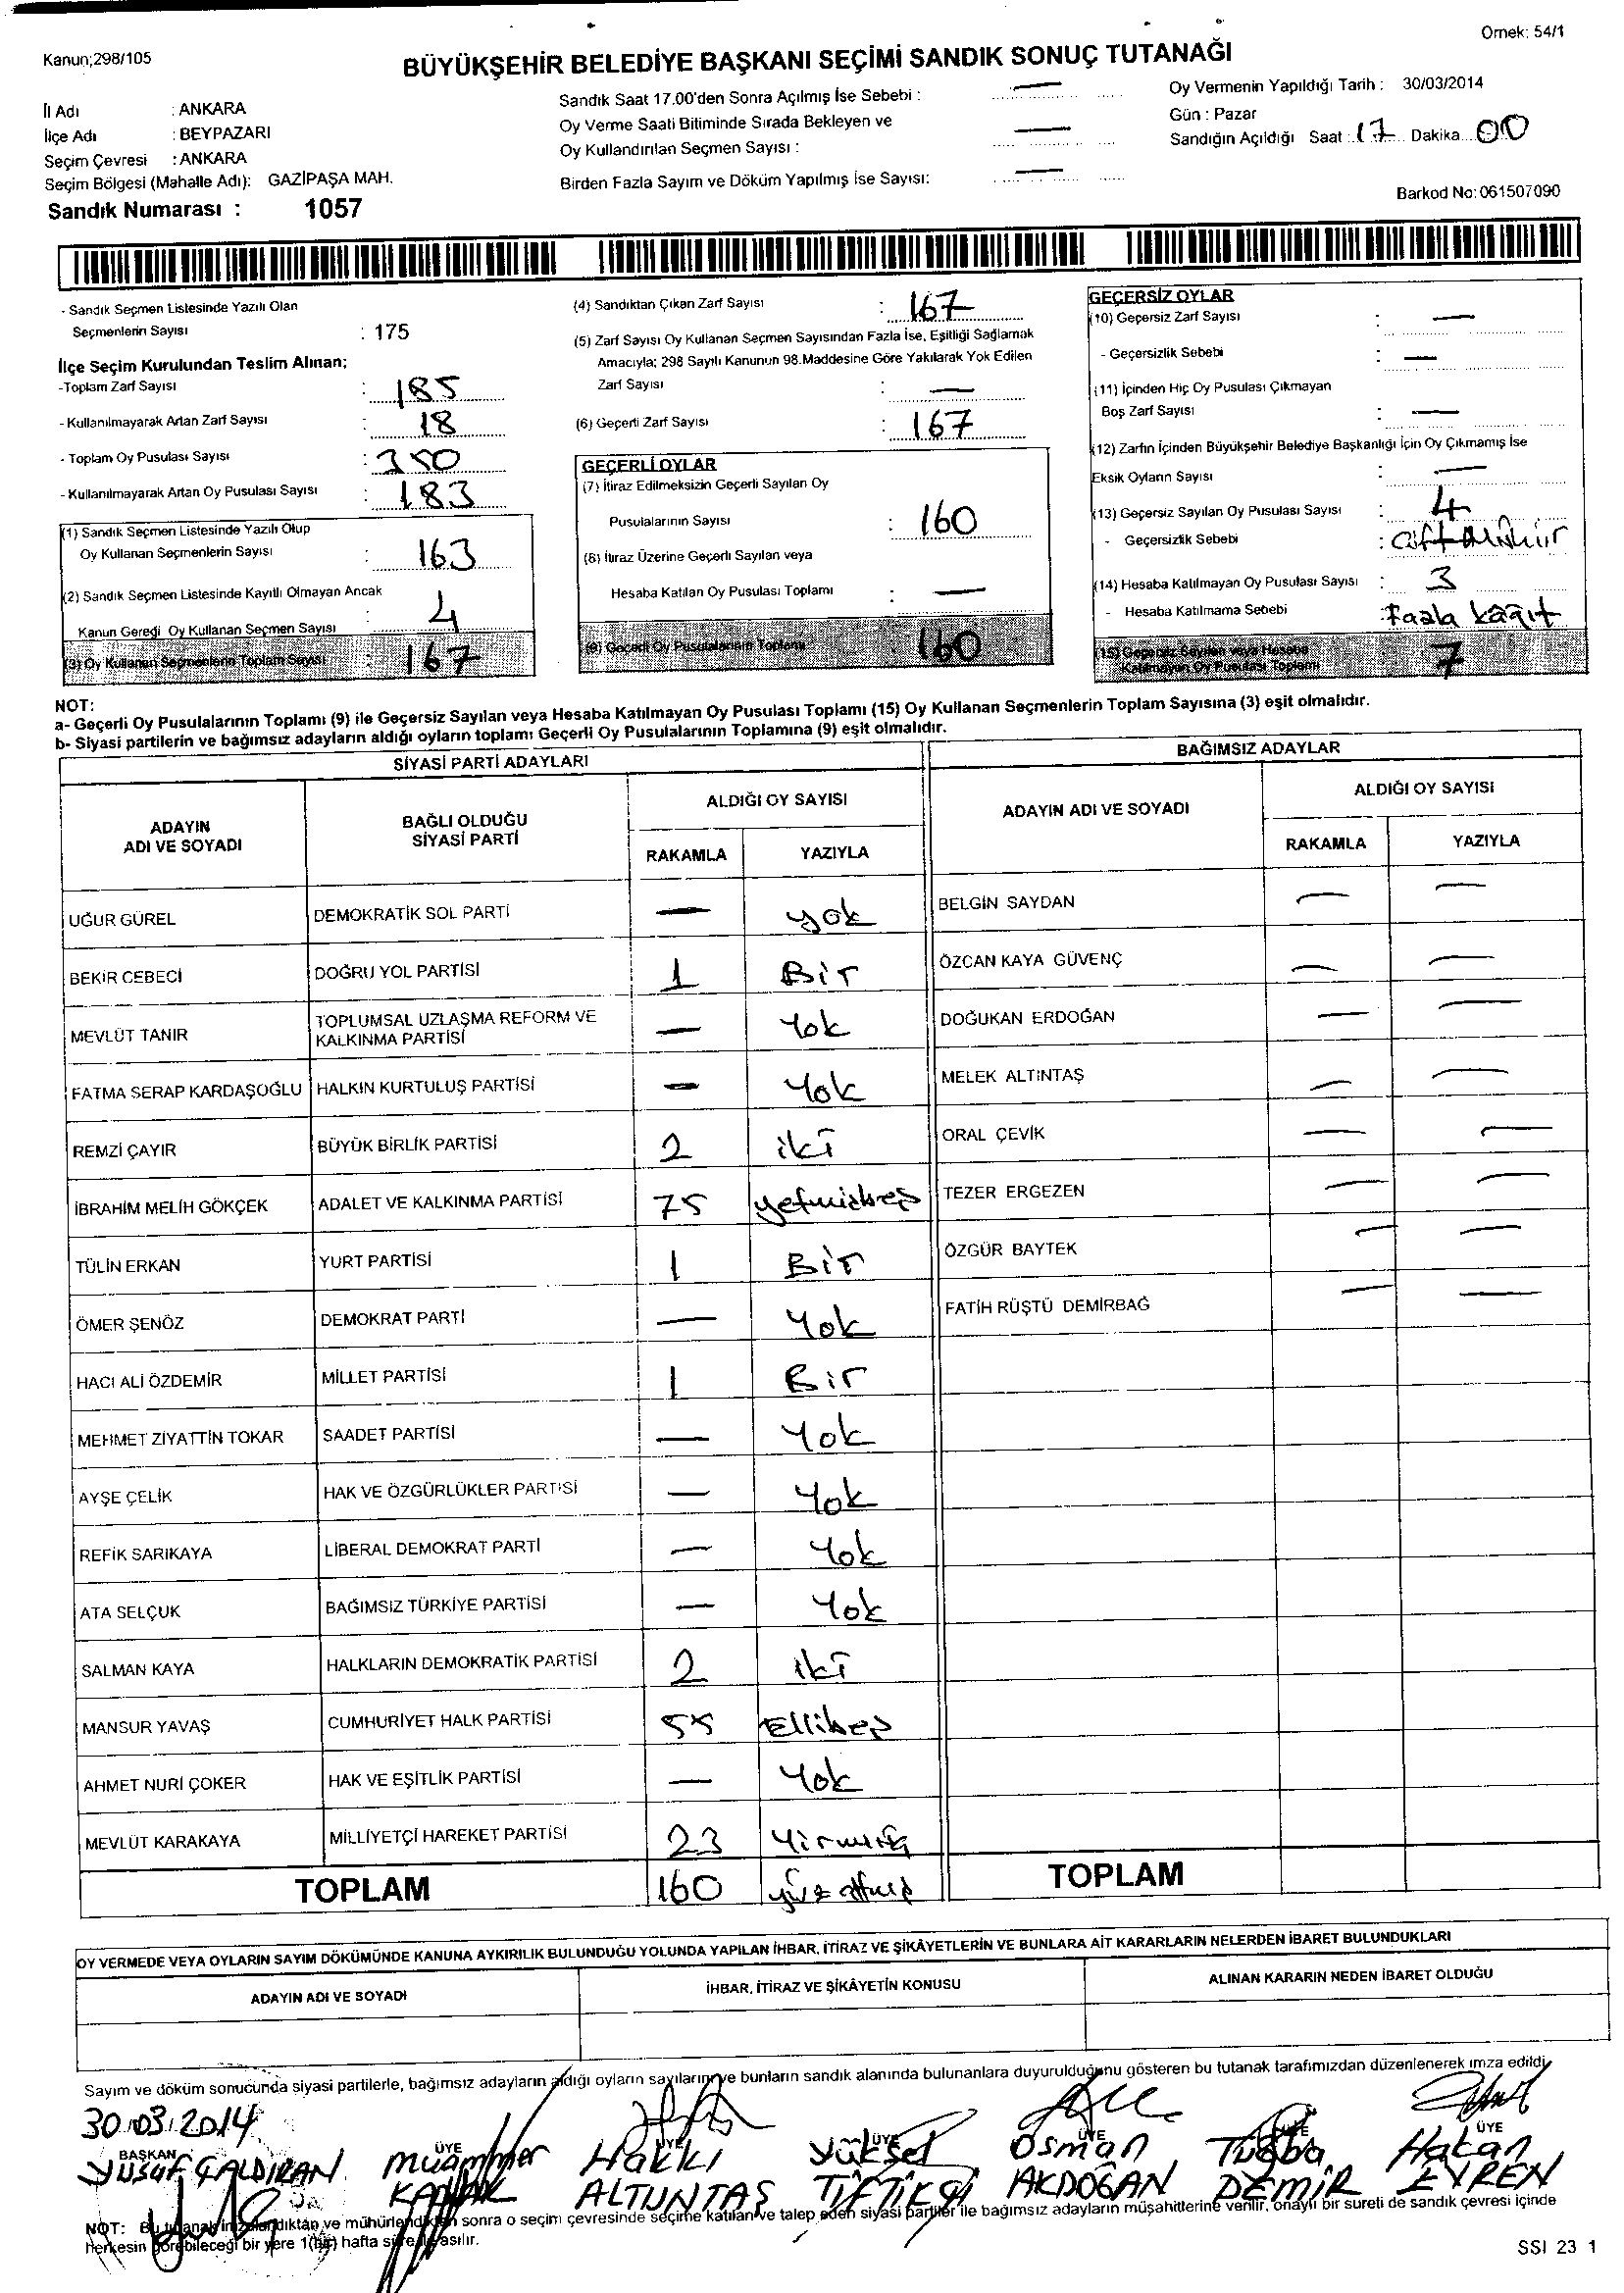 Kanun;298/105
Örnek: 54/1
BÜYÜKŞEHİR BELEDİYE BAŞKANI SEÇİMİ SANDIK SONUÇ TUTANAĞI
İl Adı : ANKARA
İlçe Adı : BEYPAZARI
Seçim Çevresi : ANKARA
Seçim Bölgesi (Mahalle Adı): GAZİPAŞA MAH.
Sandık Numarası : 1057
Sandık Saat 17.00'den Sonra Açılmış İse Sebebi : —
Oy Verme Saati Bitiminde Sırada Bekleyen ve
Oy Kullandırılan Seçmen Sayısı : —
Birden Fazla Sayım ve Döküm Yapılmış İse Sayısı: —
Oy Vermenin Yapıldığı Tarih : 30/03/2014
Gün : Pazar
Sandığın Açıldığı Saat : 17 Dakika 00
Barkod No: 061507090
- Sandık Seçmen Listesinde Yazılı Olan
Seçmenlerin Sayısı : 175
İlçe Seçim Kurulundan Teslim Alınan;
-Toplam Zarf Sayısı : 185
- Kullanılmayarak Artan Zarf Sayısı : 18
- Toplam Oy Pusulası Sayısı : 350
- Kullanılmayarak Artan Oy Pusulası Sayısı : 183
(1) Sandık Seçmen Listesinde Yazılı Olup
Oy Kullanan Seçmenlerin Sayısı : 163
(2) Sandık Seçmen Listesinde Kayıtlı Olmayan Ancak
Kanun Gereği Oy Kullanan Seçmen Sayısı : 4
(3) Oy Kullanan Seçmenlerin Toplam Sayısı : 167
(4) Sandıktan Çıkan Zarf Sayısı : 167
(5) Zarf Sayısı Oy Kullanan Seçmen Sayısından Fazla İse, Eşitliği Sağlamak
Amacıyla; 298 Sayılı Kanunun 98.Maddesine Göre Yakılarak Yok Edilen
Zarf Sayısı : —
(6) Geçerli Zarf Sayısı : 167
GEÇERLİ OYLAR
(7) İtiraz Edilmeksizin Geçerli Sayılan Oy
Pusulalarının Sayısı : 160
(8) İtiraz Üzerine Geçerli Sayılan veya
Hesaba Katılan Oy Pusulası Toplamı : —
(9) Geçerli Oy Pusulalarının Toplamı 160
GEÇERSİZ OYLAR
(10) Geçersiz Zarf Sayısı : —
- Geçersizlik Sebebi : —
(11) İçinden Hiç Oy Pusulası Çıkmayan
Boş Zarf Sayısı : —
(12) Zarfın İçinden Büyükşehir Belediye Başkanlığı İçin Oy Çıkmamış İse
Eksik Oyların Sayısı : —
(13) Geçersiz Sayılan Oy Pusulası Sayısı : 4
- Geçersizlik Sebebi : Çift Mühür
(14) Hesaba Katılmayan Oy Pusulası Sayısı : 3
- Hesaba Katılmama Sebebi : Fazla Kâğıt
(15) Geçersiz Sayılan veya Hesaba
Katılmayan Oy Pusulası Toplamı 7
NOT:
a- Geçerli Oy Pusulalarının Toplamı (9) ile Geçersiz Sayılan veya Hesaba Katılmayan Oy Pusulası Toplamı (15) Oy Kullanan Seçmenlerin Toplam Sayısına (3) eşit olmalıdır.
b- Siyasi partilerin ve bağımsız adayların aldığı oyların toplamı Geçerli Oy Pusulalarının Toplamına (9) eşit olmalıdır.
SİYASİ PARTİ ADAYLARI
ADAYIN
ADI VE SOYADI
BAĞLI OLDUĞU
SİYASİ PARTİ
ALDIĞI OY SAYISI
RAKAMLA YAZIYLA
UĞUR GÜREL DEMOKRATİK SOL PARTİ — yok
BEKİR CEBECİ DOĞRU YOL PARTİSİ 1 Bir
MEVLÜT TANIR TOPLUMSAL UZLAŞMA REFORM VE
KALKINMA PARTİSİ — Yok
FATMA SERAP KARDAŞOĞLU HALKIN KURTULUŞ PARTİSİ — Yok
REMZİ ÇAYIR BÜYÜK BİRLİK PARTİSİ 2 iki
İBRAHİM MELİH GÖKÇEK ADALET VE KALKINMA PARTİSİ 75 yetmişbeş
TÜLİN ERKAN YURT PARTİSİ 1 Bir
ÖMER ŞENÖZ DEMOKRAT PARTİ — Yok
HACI ALİ ÖZDEMİR MİLLET PARTİSİ 1 Bir
MEHMET ZİYATTİN TOKAR SAADET PARTİSİ — Yok
AYŞE ÇELİK HAK VE ÖZGÜRLÜKLER PARTİSİ — Yok
REFİK SARIKAYA LİBERAL DEMOKRAT PARTİ — Yok
ATA SELÇUK BAĞIMSIZ TÜRKİYE PARTİSİ — Yok
SALMAN KAYA HALKLARIN DEMOKRATİK PARTİSİ 2 iki
MANSUR YAVAŞ CUMHURİYET HALK PARTİSİ 55 Ellibeş
AHMET NURİ ÇOKER HAK VE EŞİTLİK PARTİSİ — Yok
MEVLÜT KARAKAYA MİLLİYETÇİ HAREKET PARTİSİ 23 Yirmiüç
TOPLAM 160 yüz altmış
BAĞIMSIZ ADAYLAR
ADAYIN ADI VE SOYADI
ALDIĞI OY SAYISI
RAKAMLA YAZIYLA
BELGİN SAYDAN — —
ÖZCAN KAYA GÜVENÇ — —
DOĞUKAN ERDOĞAN — —
MELEK ALTINTAŞ — —
ORAL ÇEVİK — —
TEZER ERGEZEN — —
ÖZGÜR BAYTEK — —
FATİH RÜŞTÜ DEMİRBAĞ — —
TOPLAM
OY VERMEDE VEYA OYLARIN SAYIM DÖKÜMÜNDE KANUNA AYKIRILIK BULUNDUĞU YOLUNDA YAPILAN İHBAR, İTİRAZ VE ŞİKÂYETLERİN VE BUNLARA AİT KARARLARIN NELERDEN İBARET BULUNDUKLARI
ADAYIN ADI VE SOYADI İHBAR, İTİRAZ VE ŞİKÂYETİN KONUSU ALINAN KARARIN NEDEN İBARET OLDUĞU
Sayım ve döküm sonucunda siyasi partilerle, bağımsız adayların aldığı oyların sayılarını ve bunların sandık alanında bulunanlara duyurulduğunu gösteren bu tutanak tarafımızdan düzenlenerek imza edildi.
30.03.2014
BAŞKAN ÜYE ÜYE ÜYE ÜYE ÜYE ÜYE
Yusuf ÇALDIRAN Muammer Hakkı Yüksel Osman Tuğba Hakan
ALTUNTAŞ TİFTİKÇİ AKDOĞAN DEMİR EVREN
NOT: Bu tutanak imzalandıktan ve mühürlendikten sonra o seçim çevresinde seçime katılan ve talep eden siyasi partiler ile bağımsız adayların müşahitlerine verilir, onaylı bir sureti de sandık çevresi içinde
herkesin görebileceği bir yere 1(bir) hafta süre ile asılır.
SSI 23 1